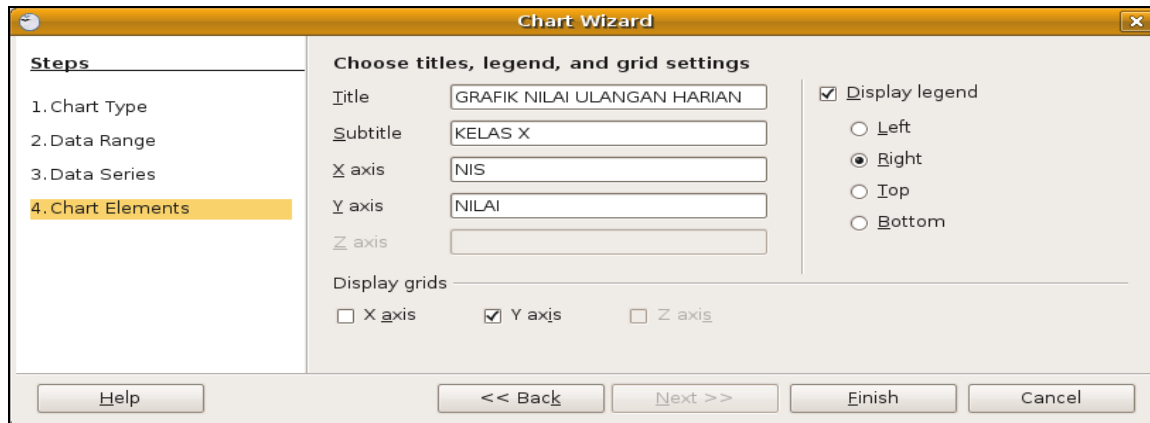 Chart Wizard
Steps
1. Chart Type
2. Data Range
3. Data Series
4. Chart Elements
Choose titles, legend, and grid settings
Title GRAFIK NILAI ULANGAN HARIAN
Subtitle KELAS X
X axis NIS
Y axis NILAI
Z axis
Display legend
Left
Right
Top
Bottom
Display grids
X axis Y axis Z axis
Help << Back Next >> Finish Cancel